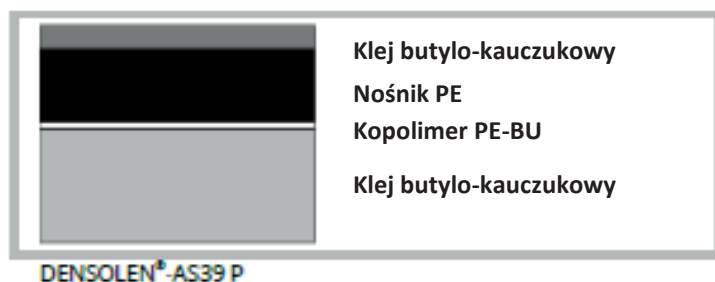 Klej butylo-kauczukowy
Nośnik PE
Kopolimer PE-BU
Klej butylo-kauczukowy
DENSOLEN®-AS39 P